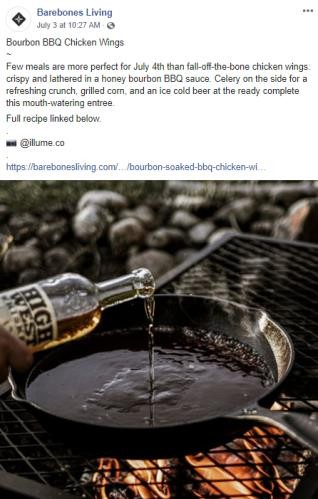 Barebones Living
July 3 at 10:27 AM ·
Bourbon BBQ Chicken Wings
~
Few meals are more perfect for July 4th than fall-off-the-bone chicken wings:
crispy and lathered in a honey bourbon BBQ sauce. Celery on the side for a
refreshing crunch, grilled corn, and an ice cold beer at the ready complete
this mouth-watering entree.
Full recipe linked below.
.
📷 @illume.co
.
https://barebonesliving.com/…/bourbon-soaked-bbq-chicken-wi…
HIGH
WEST